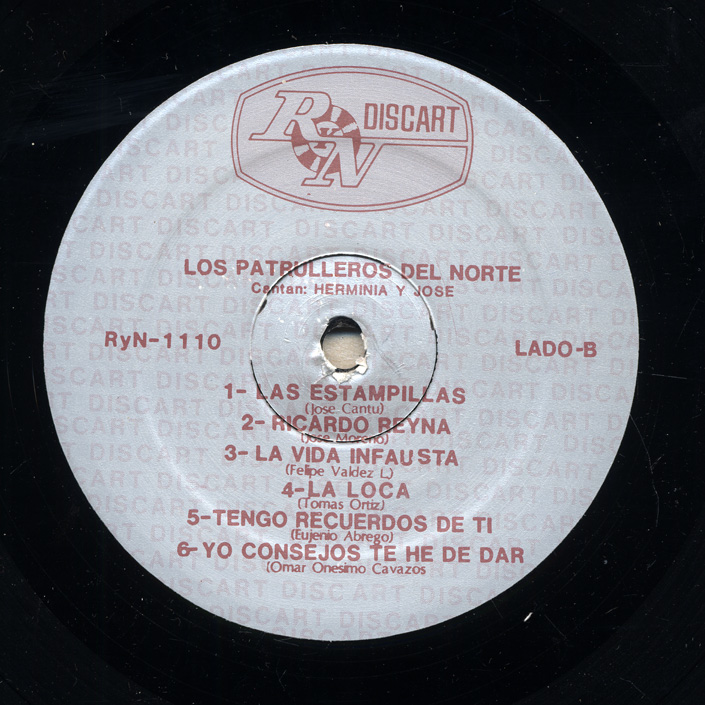 RyN DISCART
LOS PATRULLEROS DEL NORTE
Cantan: HERMINIA Y JOSE
RyN-1110
LADO-B
1- LAS ESTAMPILLAS
(Jose Cantu)
2- RICARDO REYNA
(Jose Moreno)
3- LA VIDA INFAUSTA
(Felipe Valdez L.)
4-LA LOCA
(Tomas Ortiz)
5-TENGO RECUERDOS DE TI
(Eujenio Abrego)
6-YO CONSEJOS TE HE DE DAR
(Omar Onesimo Cavazos